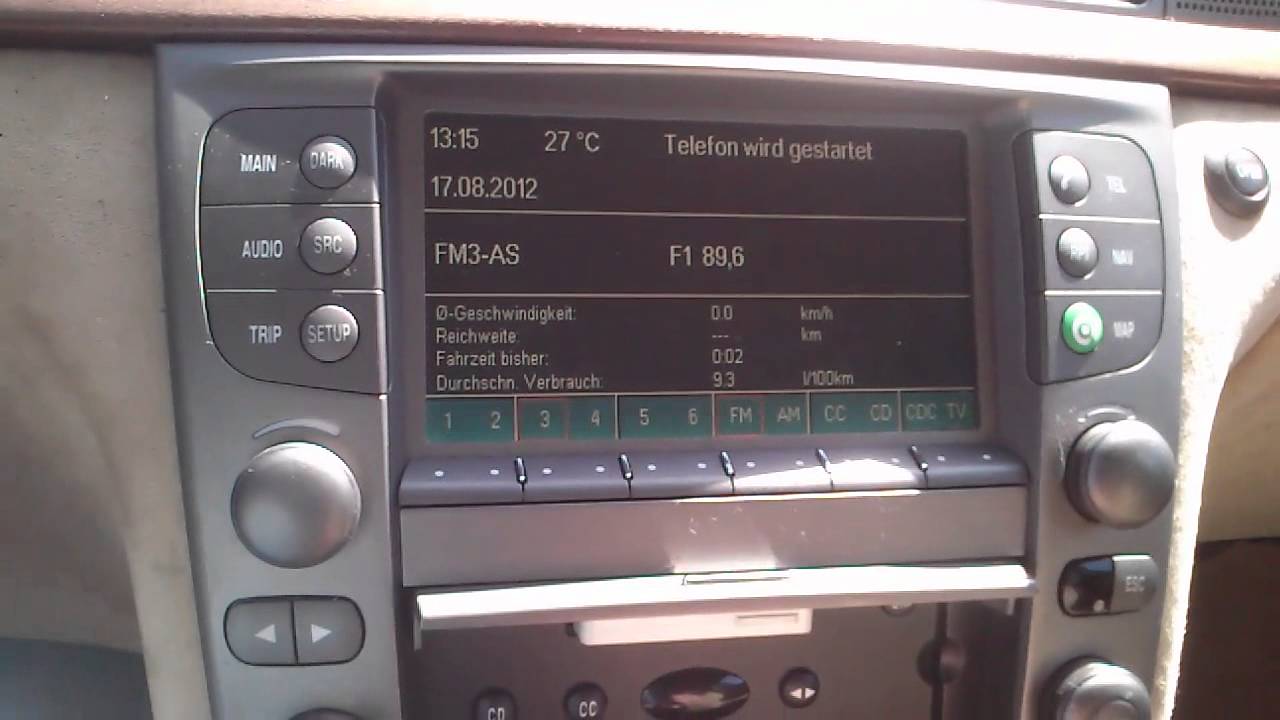 13:15 27 °C Telefon wird gestartet
17.08.2012
FM3-AS F1 89,6
Ø-Geschwindigkeit: 0.0 km/h
Reichweite: --- km
Fahrzeit bisher: 0:02
Durchschn. Verbrauch: 9.3 l/100km
1 2 3 4 5 6 FM AM CC CD CDC TV
MAIN DARK
AUDIO SRC
TRIP SETUP
TEL
NAV
MAP
ESC
CD CC